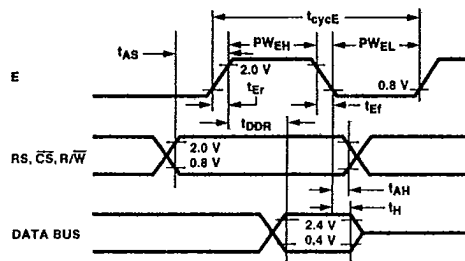 tcycE
tAS
PWEH
PWEL
E
2.0 V
0.8 V
tEr
tEf
tDDR
RS, C̅S̅, R/W̅
2.0 V
0.8 V
tAH
tH
DATA BUS
2.4 V
0.4 V